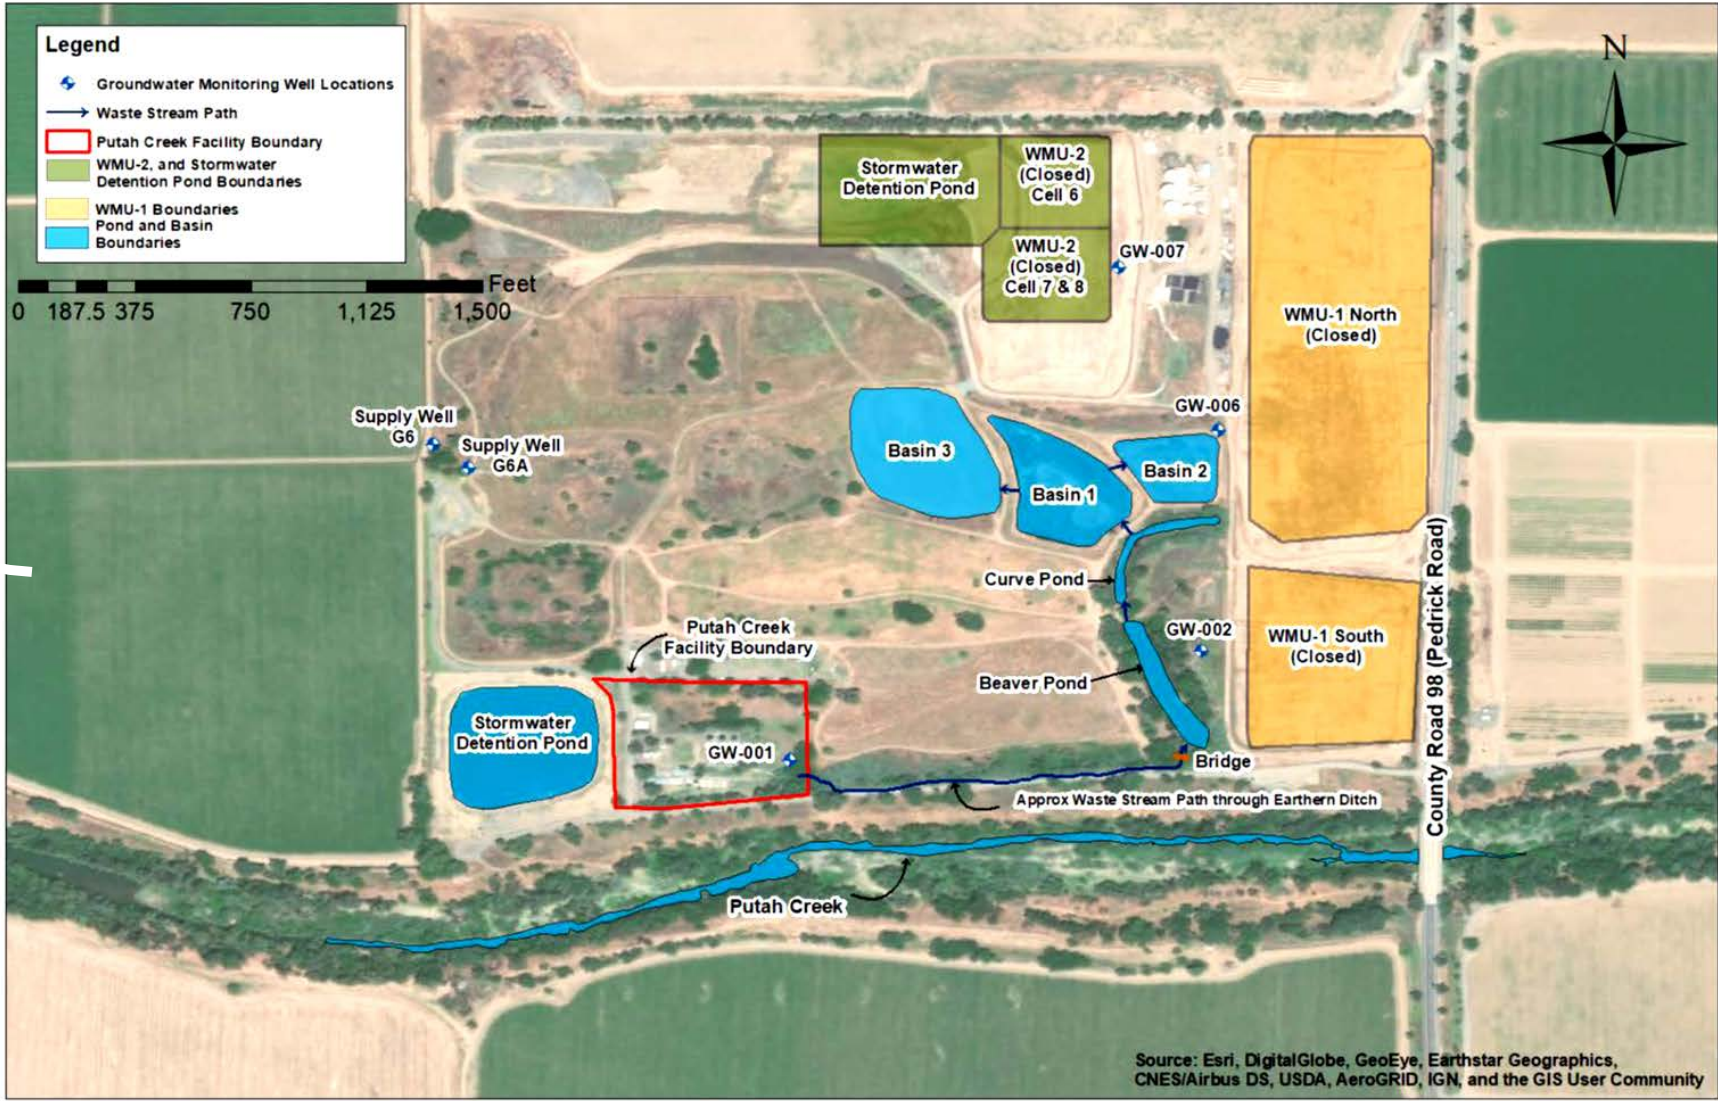 Legend
Groundwater Monitoring Well Locations
Waste Stream Path
Putah Creek Facility Boundary
WMU-2, and Stormwater
Detention Pond Boundaries
WMU-1 Boundaries
Pond and Basin
Boundaries
Feet
0 187.5 375 750 1,125 1,500
N
Stormwater
Detention Pond
WMU-2
(Closed)
Cell 6
WMU-2
(Closed)
Cell 7 & 8
GW-007
WMU-1 North
(Closed)
GW-006
Supply Well
G6
Supply Well
G6A
Basin 3
Basin 1
Basin 2
Curve Pond
GW-002
Beaver Pond
WMU-1 South
(Closed)
County Road 98 (Pedrick Road)
Putah Creek
Facility Boundary
Stormwater
Detention Pond
GW-001
Bridge
Approx Waste Stream Path through Earthern Ditch
Putah Creek
Source: Esri, DigitalGlobe, GeoEye, Earthstar Geographics,
CNES/Airbus DS, USDA, AeroGRID, IGN, and the GIS User Community